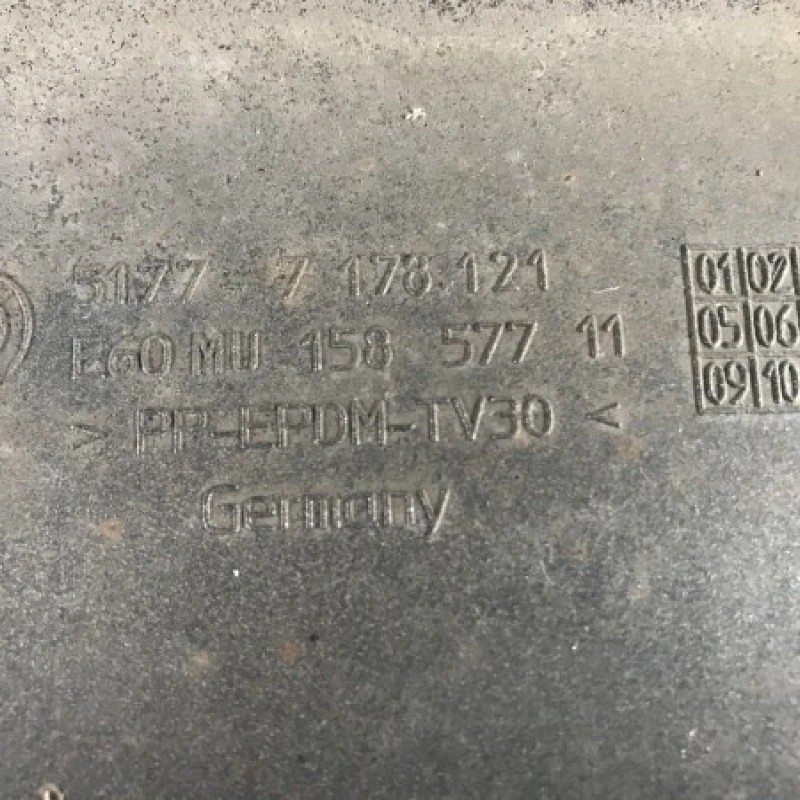 5177 - 7 178 121
E60 MU 158 577 11
> PP-EPDM-TV30 <
Germany
01 02
05 06
09 10